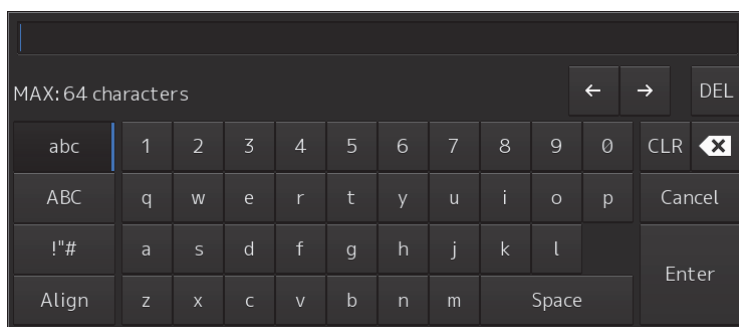 MAX: 64 characters
← → DEL
abc 1 2 3 4 5 6 7 8 9 0 CLR
ABC q w e r t y u i o p Cancel
!"# a s d f g h j k l Enter
Align z x c v b n m Space